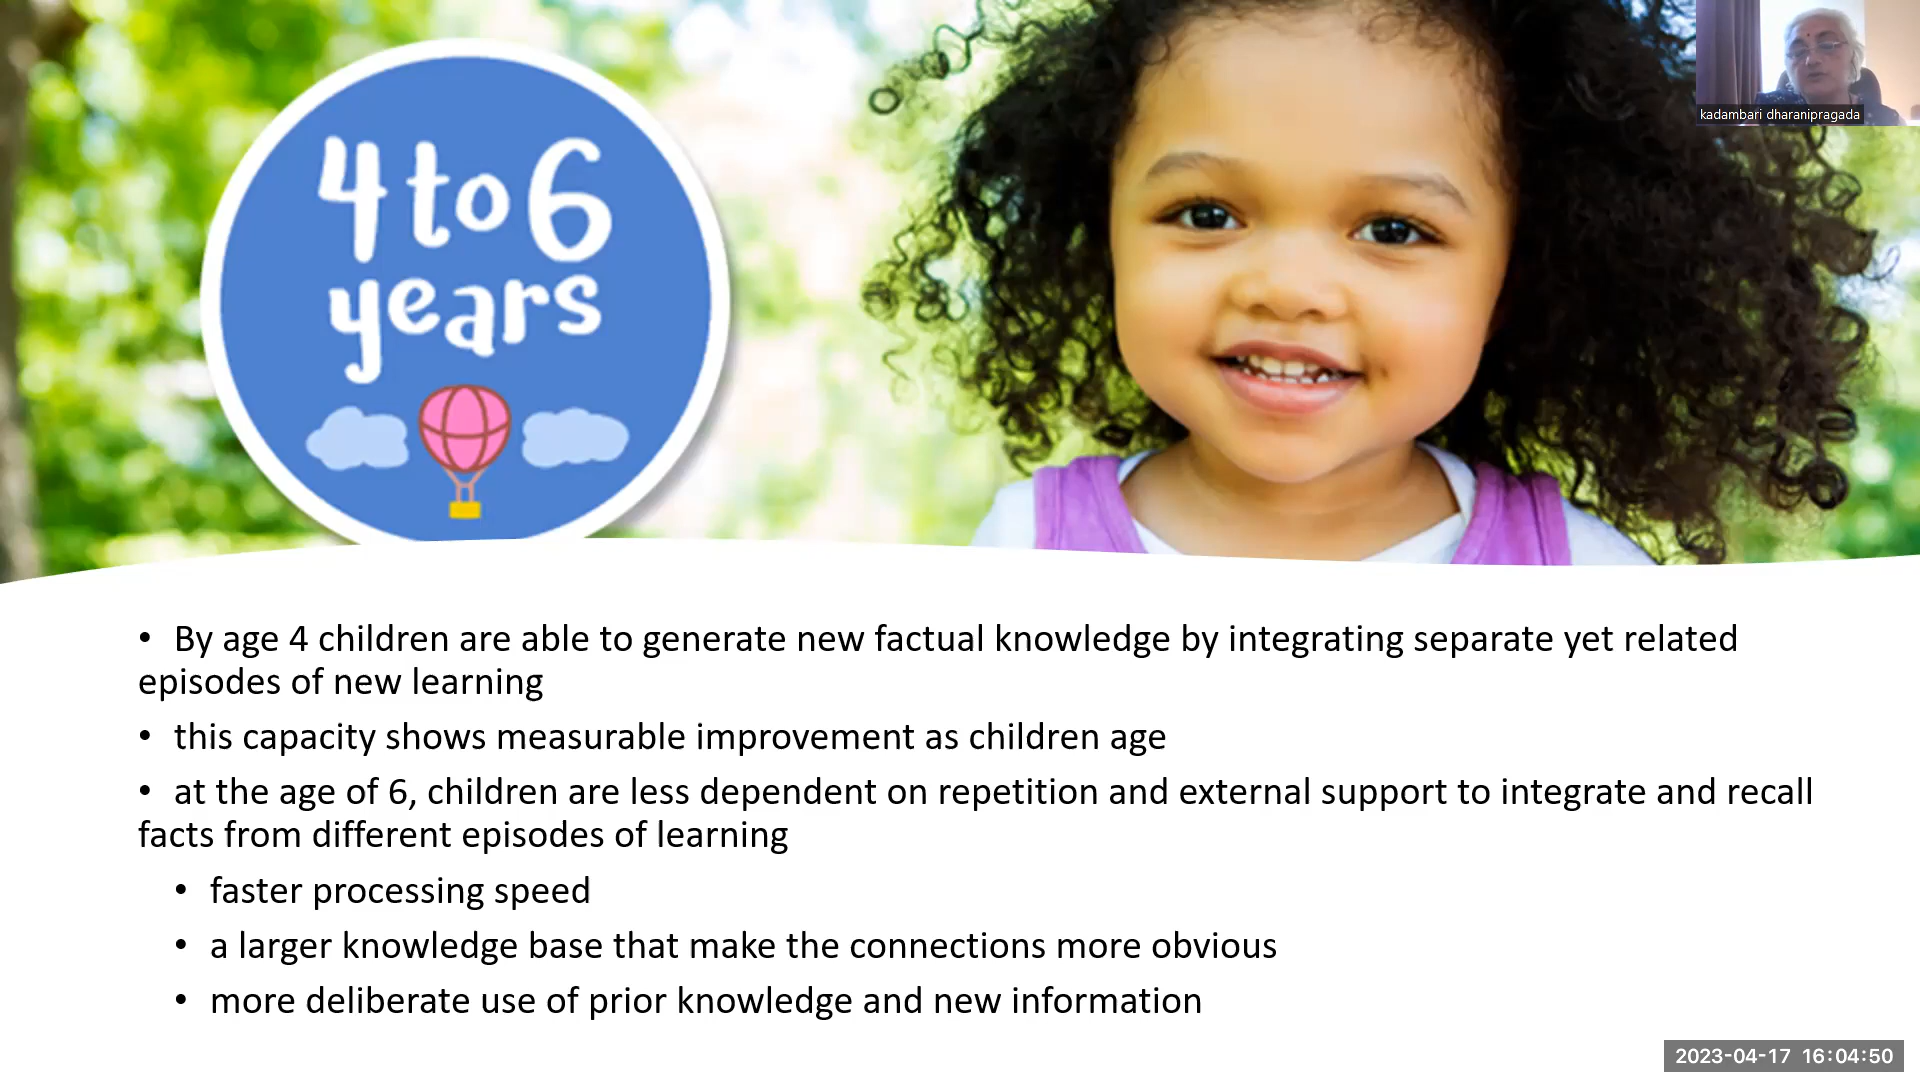 4 to 6
years
kadambari dharanipragada
• By age 4 children are able to generate new factual knowledge by integrating separate yet related
episodes of new learning
• this capacity shows measurable improvement as children age
• at the age of 6, children are less dependent on repetition and external support to integrate and recall
facts from different episodes of learning
• faster processing speed
• a larger knowledge base that make the connections more obvious
• more deliberate use of prior knowledge and new information
2023-04-17 16:04:50